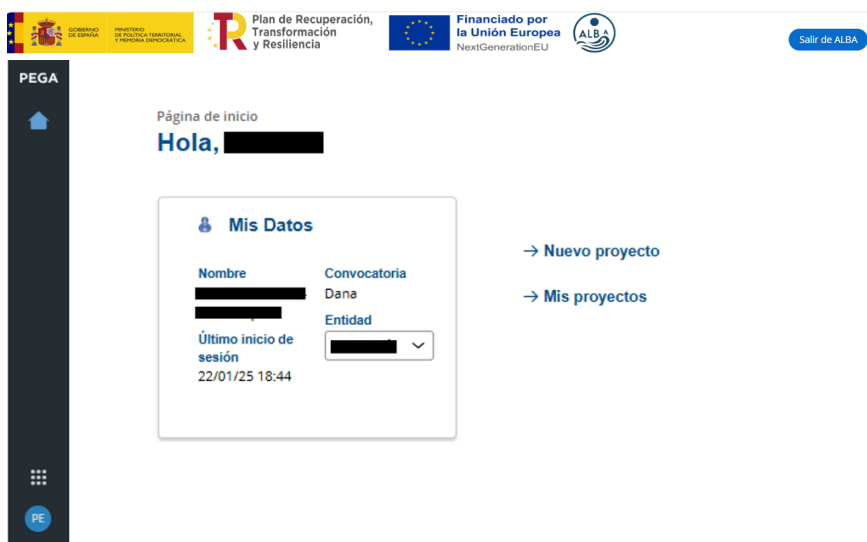 GOBIERNO
DE ESPAÑA
MINISTERIO
DE POLÍTICA TERRITORIAL
Y MEMORIA DEMOCRÁTICA
Plan de Recuperación,
Transformación
y Resiliencia
Financiado por
la Unión Europea
NextGenerationEU
ALBA
Salir de ALBA
PEGA
Página de inicio
Hola,
Mis Datos
Nombre
Convocatoria
Dana
Entidad
Último inicio de
sesión
22/01/25 18:44
→ Nuevo proyecto
→ Mis proyectos
PE